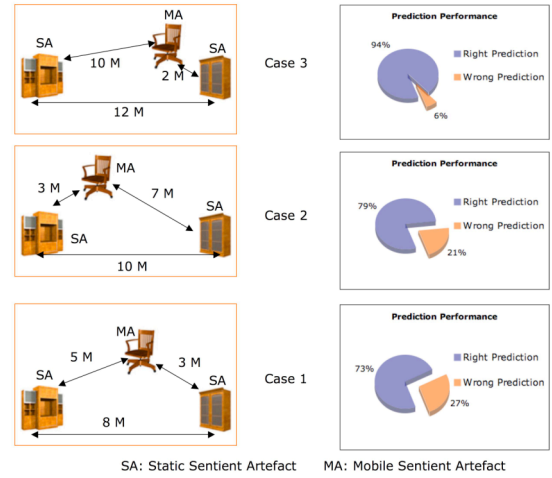 MA
SA
SA
10 M
2 M
12 M
Case 3
Prediction Performance
94%
Right Prediction
Wrong Prediction
6%
MA
3 M
7 M
SA
SA
10 M
Case 2
Prediction Performance
79%
Right Prediction
Wrong Prediction
21%
MA
5 M
3 M
SA
SA
8 M
Case 1
Prediction Performance
73%
Right Prediction
Wrong Prediction
27%
SA: Static Sentient Artefact MA: Mobile Sentient Artefact